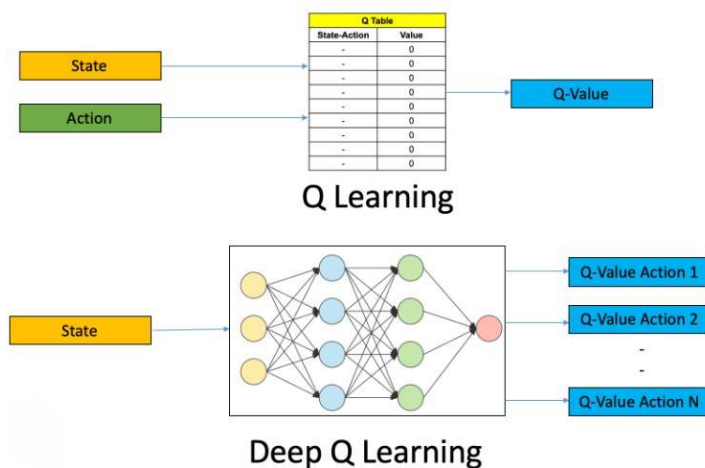 Q Table
State-Action Value
- 0
- 0
- 0
- 0
- 0
- 0
- 0
- 0
- 0
State
Action
Q-Value
Q Learning
State
Q-Value Action 1
Q-Value Action 2
-
-
Q-Value Action N
Deep Q Learning